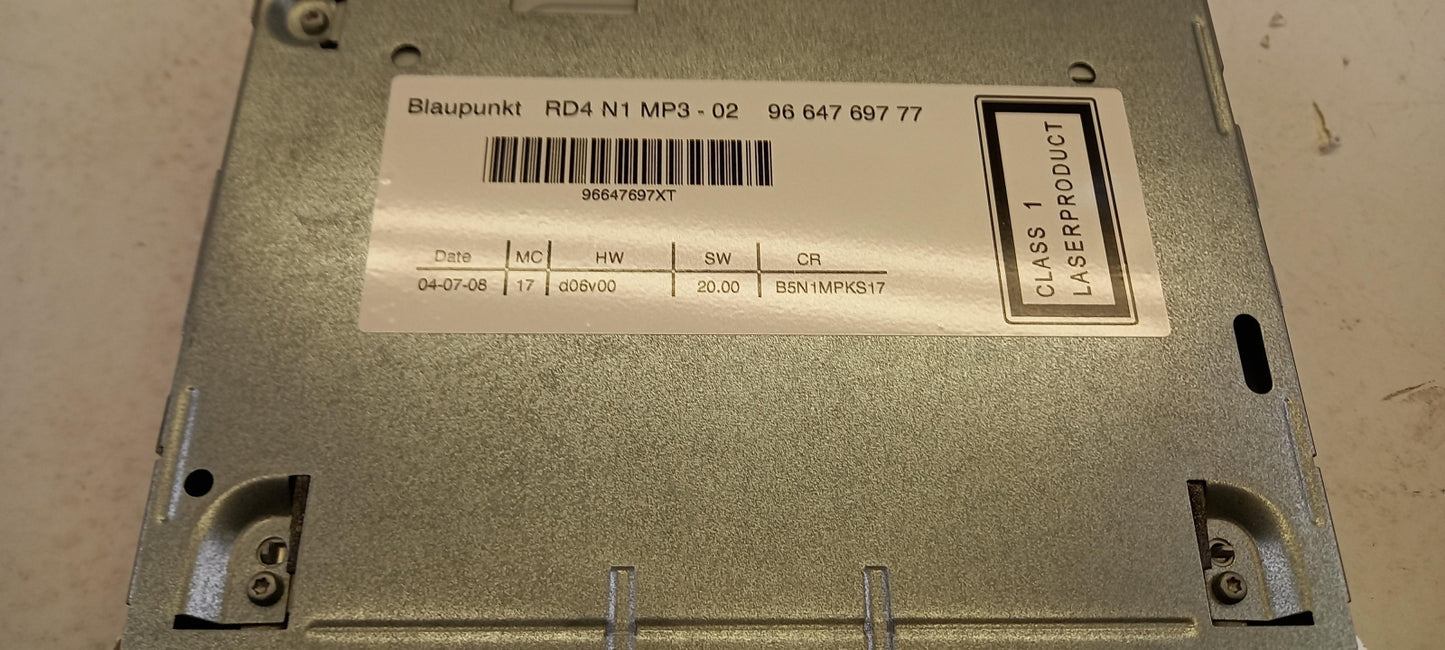 Blaupunkt RD4 N1 MP3 - 02 96 647 697 77
96647697XT
Date MC HW SW CR
04-07-08 17 d06v00 20.00 B5N1MPKS17
CLASS 1
LASERPRODUCT